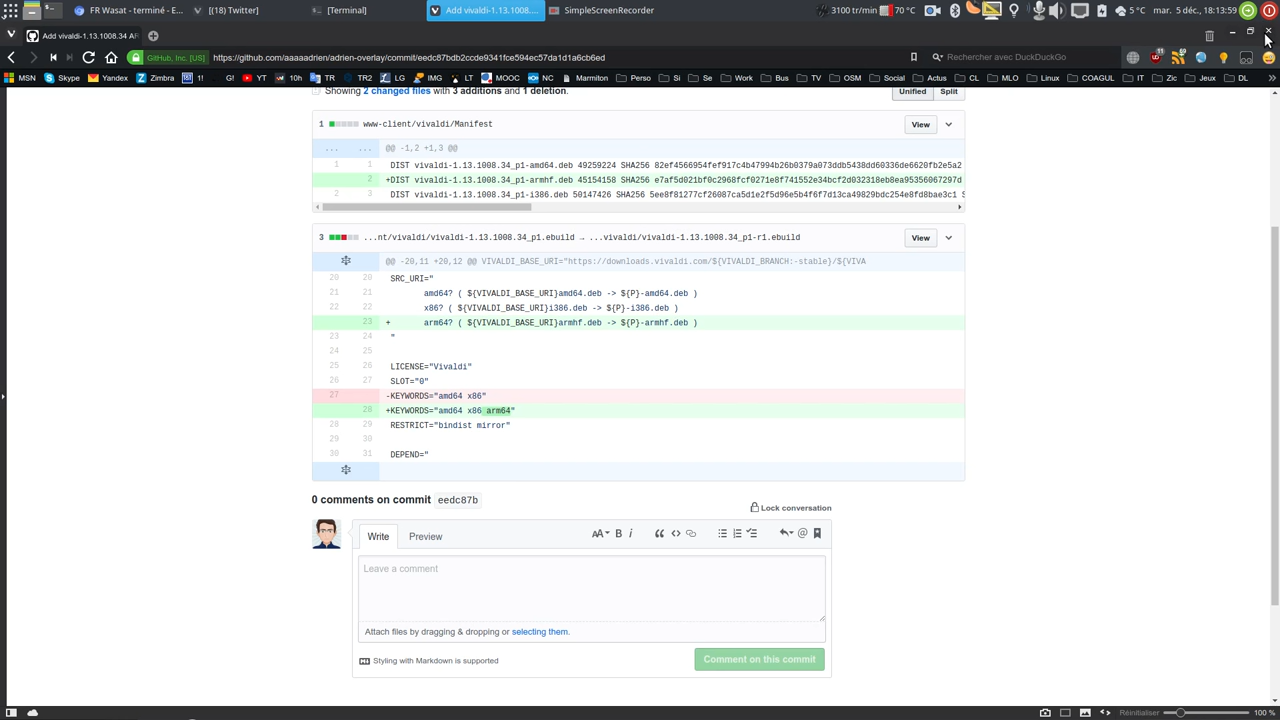 FR Wasat - terminé - E...
[(18) Twitter]
[Terminal]
Add vivaldi-1.13.1008....
SimpleScreenRecorder
3100 tr/min
70 °C
5 °C
mar. 5 déc., 18:13:59
Add vivaldi-1.13.1008.34 AF
GitHub, Inc. [US]
https://github.com/aaaaadrien/adrien-overlay/commit/eedc87bdb2ccde9341fce594ec57da1d1a6cb6ed
Rechercher avec DuckDuckGo
11
69
MSN
Skype
Yandex
Zimbra
1!
G!
YT
10h
TR
TR2
LG
IMG
LT
MOOC
NC
Marmiton
Perso
Si
Se
Work
Bus
TV
OSM
Social
Actus
CL
MLO
Linux
COAGUL
IT
Zic
Jeux
DL
Showing 2 changed files with 3 additions and 1 deletion.
Unified
Split
1 www-client/vivaldi/Manifest
View
... ... @@ -1,2 +1,3 @@
1 1 DIST vivaldi-1.13.1008.34_p1-amd64.deb 49259224 SHA256 82ef4566954fef917c4b47994b26b0379a073ddb5438dd60336de6620fb2e5a2
2 +DIST vivaldi-1.13.1008.34_p1-armhf.deb 45154158 SHA256 e7af5d021bf0c2968fcf0271e8f741552e34bcf2d032318eb8ea95356067297d
2 3 DIST vivaldi-1.13.1008.34_p1-i386.deb 50147426 SHA256 5ee8f81277cf26087ca5d1e2f5d96e5b4f6f7d13ca49829bdc254e8fd8bae3c1 S
3 ...nt/vivaldi/vivaldi-1.13.1008.34_p1.ebuild → ...vivaldi/vivaldi-1.13.1008.34_p1-r1.ebuild
View
@@ -20,11 +20,12 @@ VIVALDI_BASE_URI="https://downloads.vivaldi.com/${VIVALDI_BRANCH:-stable}/${VIVA
20 20 SRC_URI="
21 21 amd64? ( ${VIVALDI_BASE_URI}amd64.deb -> ${P}-amd64.deb )
22 22 x86? ( ${VIVALDI_BASE_URI}i386.deb -> ${P}-i386.deb )
23 + arm64? ( ${VIVALDI_BASE_URI}armhf.deb -> ${P}-armhf.deb )
23 24 "
24 25
25 26 LICENSE="Vivaldi"
26 27 SLOT="0"
27 -KEYWORDS="amd64 x86"
28 +KEYWORDS="amd64 x86 arm64"
28 29 RESTRICT="bindist mirror"
29 30
30 31 DEPEND="
0 comments on commit eedc87b
Lock conversation
Write
Preview
AA
B
i
@
Leave a comment
Attach files by dragging & dropping or selecting them.
Styling with Markdown is supported
Comment on this commit
Réinitialiser
100 %